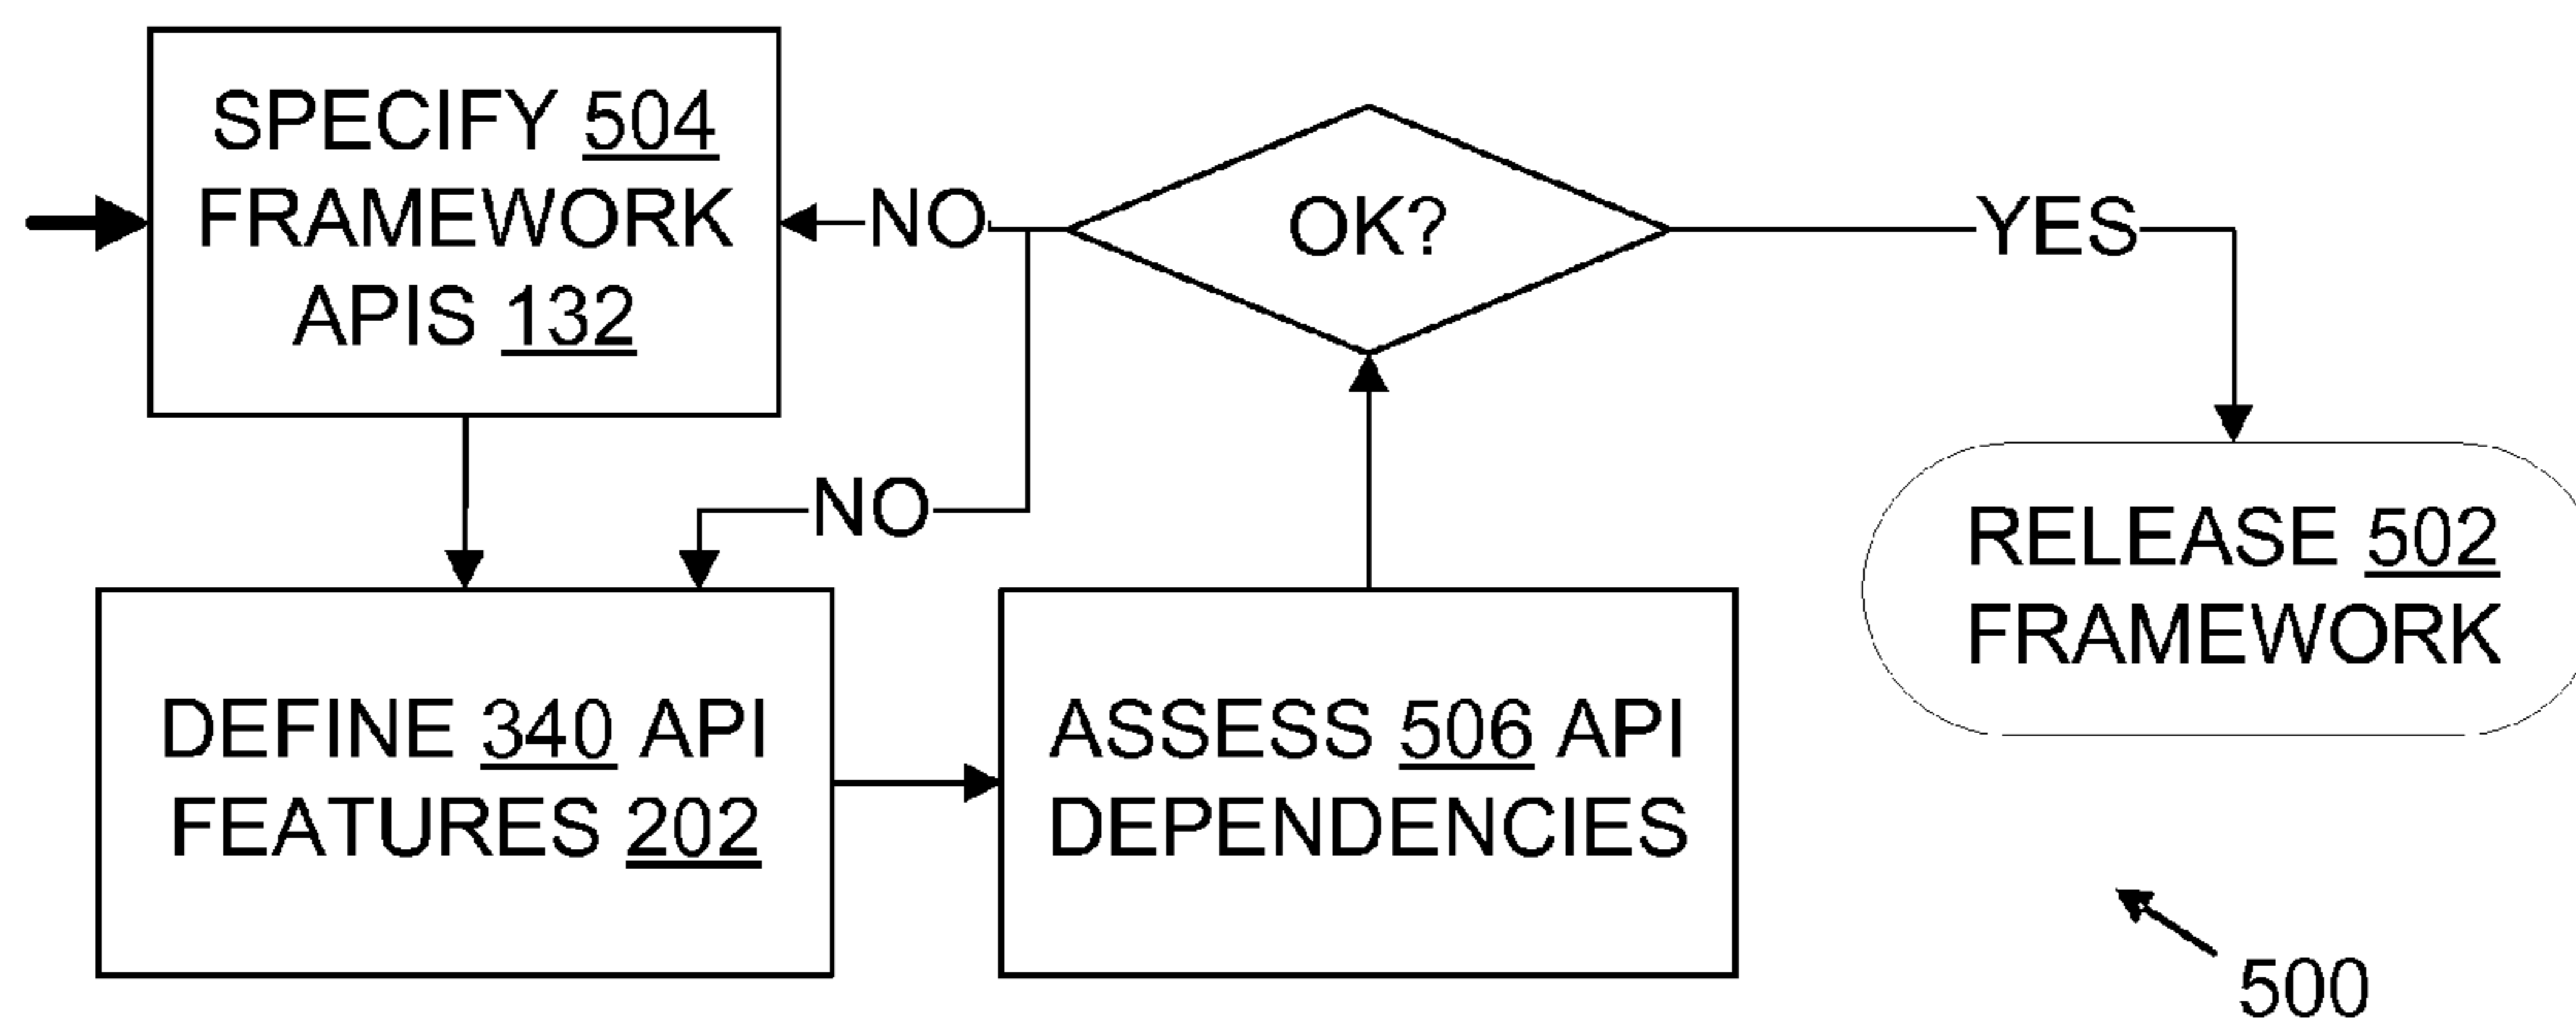 SPECIFY 504
FRAMEWORK
APIS 132
NO
OK?
YES
NO
RELEASE 502
FRAMEWORK
DEFINE 340 API
FEATURES 202
ASSESS 506 API
DEPENDENCIES
500